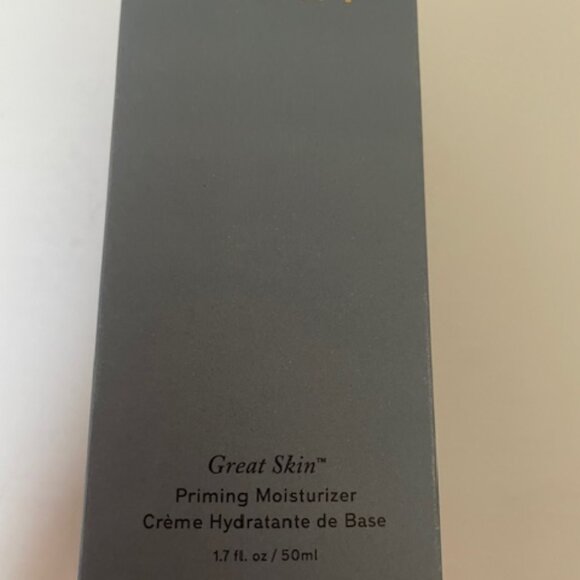 Great Skin™
Priming Moisturizer
Crème Hydratante de Base
1.7 fl. oz / 50ml